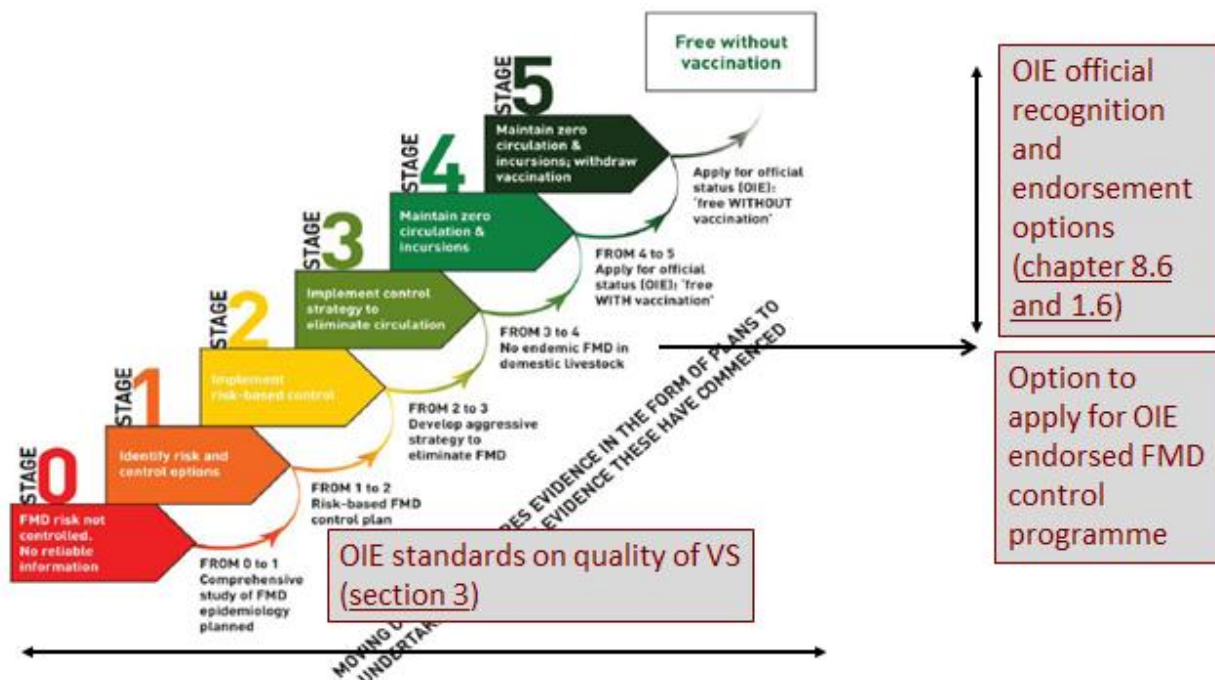 Free without
vaccination
STAGE 5
Maintain zero
circulation &
incursions; withdraw
vaccination
Apply for official
status (OIE):
'free WITHOUT
vaccination'
STAGE 4
Maintain zero
circulation &
incursions
FROM 4 to 5
Apply for official
status (OIE): 'free
WITH vaccination'
STAGE 3
Implement control
strategy to
eliminate circulation
FROM 3 to 4
No endemic FMD in
domestic livestock
STAGE 2
Implement
risk-based control
FROM 2 to 3
Develop aggressive
strategy to
eliminate FMD
STAGE 1
Identify risk and
control options
FROM 1 to 2
Risk-based FMD
control plan
STAGE 0
FMD risk not
controlled.
No reliable
information
FROM 0 to 1
Comprehensive
study of FMD
epidemiology
planned
MOVING
EVIDENCE IN THE FORM OF PLANS TO
EVIDENCE THESE HAVE COMMENCED
OIE standards on quality of VS
(section 3)
OIE official
recognition
and
endorsement
options
(chapter 8.6
and 1.6)
Option to
apply for OIE
endorsed FMD
control
programme